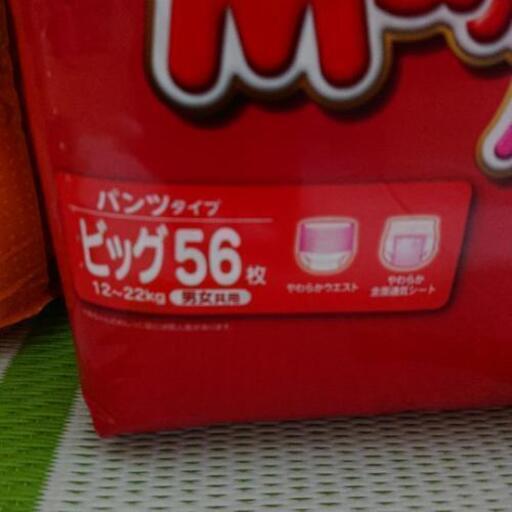 パンツタイプ
ビッグ56枚
12~22kg 男女共用
やわらかウエスト
やわらか
全面通気シート